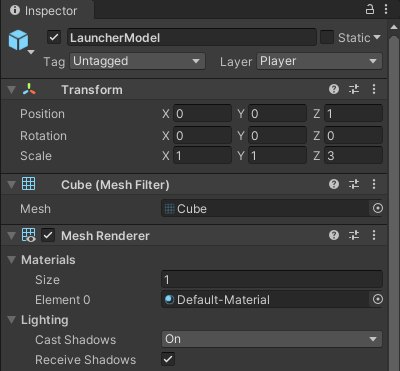 Inspector
LauncherModel Static
Tag Untagged Layer Player
Transform
Position X 0 Y 0 Z 1
Rotation X 0 Y 0 Z 0
Scale X 1 Y 1 Z 3
Cube (Mesh Filter)
Mesh Cube
Mesh Renderer
Materials
Size 1
Element 0 Default-Material
Lighting
Cast Shadows On
Receive Shadows